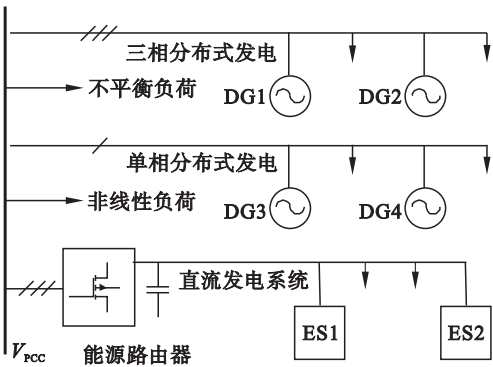 三相分布式发电
不平衡负荷
DG1
DG2
单相分布式发电
非线性负荷
DG3
DG4
直流发电系统
ES1
ES2
V_PCC
能源路由器